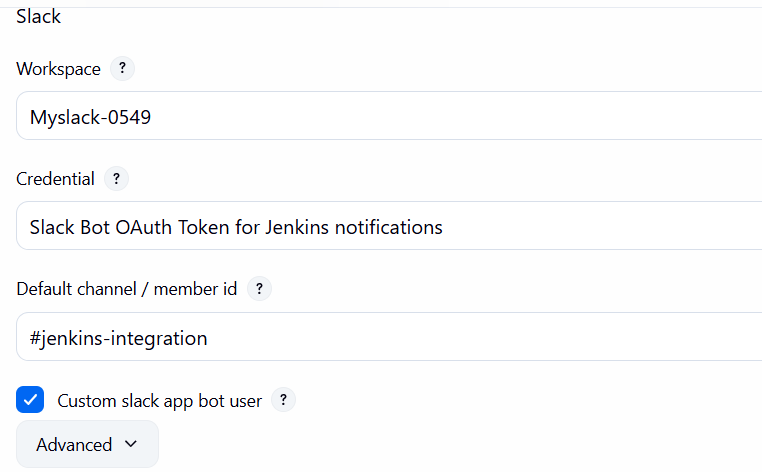 Slack
Workspace ?
Myslack-0549
Credential ?
Slack Bot OAuth Token for Jenkins notifications
Default channel / member id ?
#jenkins-integration
Custom slack app bot user ?
Advanced